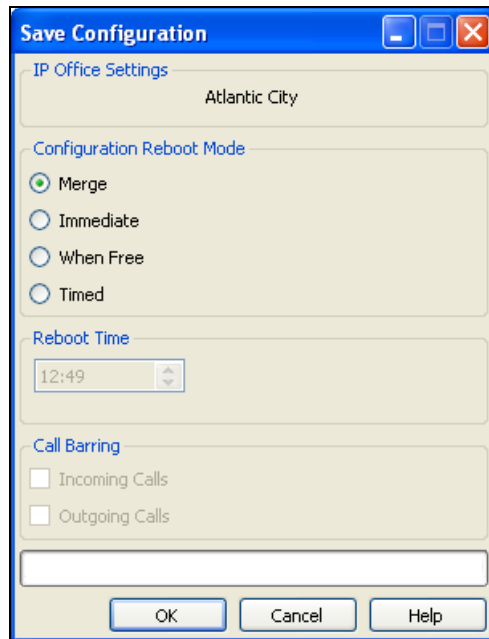 Save Configuration
IP Office Settings
Atlantic City
Configuration Reboot Mode
Merge
Immediate
When Free
Timed
Reboot Time
12:49
Call Barring
Incoming Calls
Outgoing Calls
OK Cancel Help